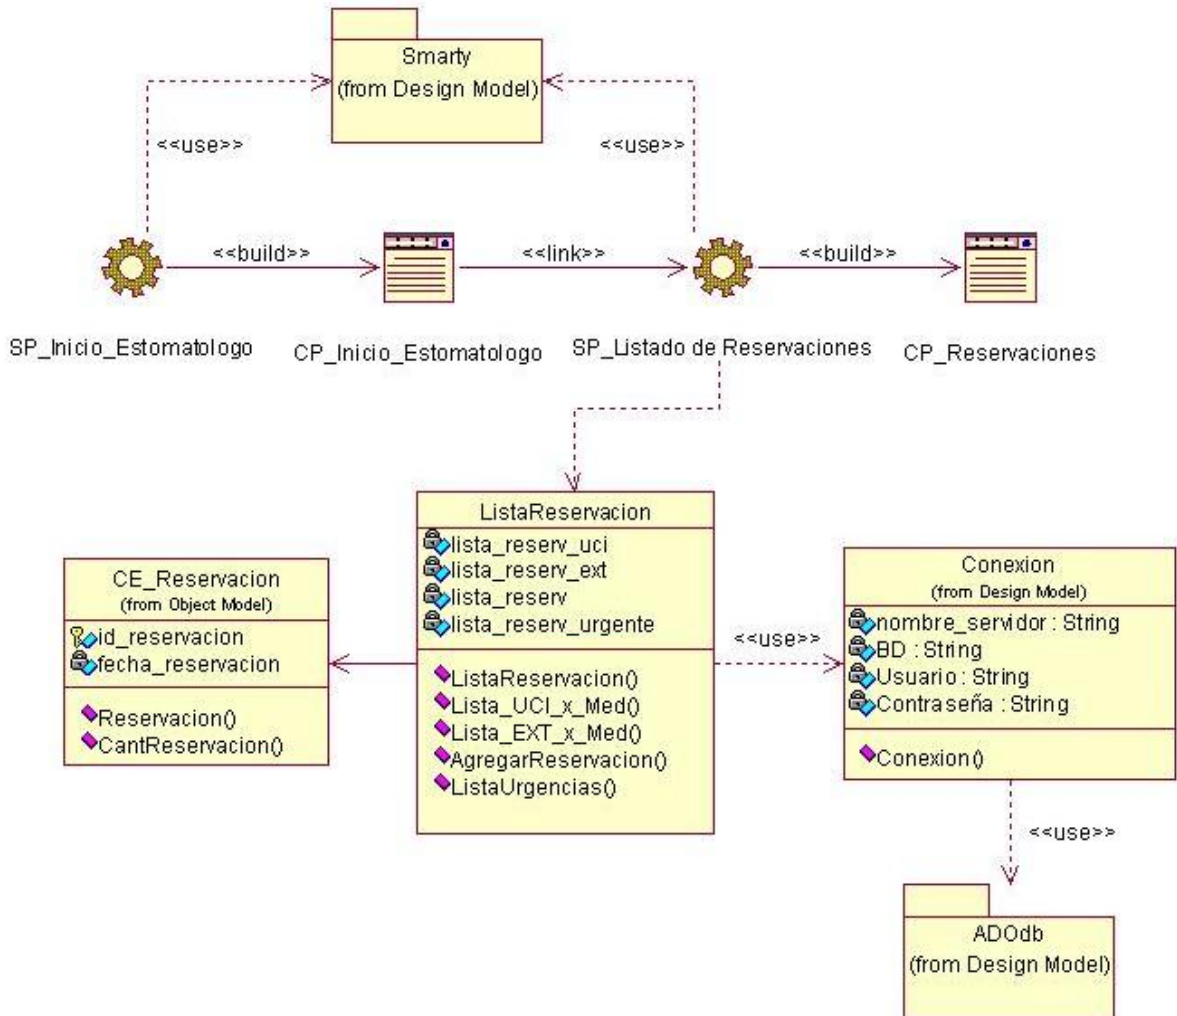 Smarty
(from Design Model)
<<use>>
<<use>>
<<build>>
<<link>>
<<build>>
SP_Inicio_Estomatologo
CP_Inicio_Estomatologo
SP_Listado de Reservaciones
CP_Reservaciones
ListaReservacion
lista_reserv_uci
lista_reserv_ext
lista_reserv
lista_reserv_urgente
ListaReservacion()
Lista_UCI_x_Med()
Lista_EXT_x_Med()
AgregarReservacion()
ListaUrgencias()
CE_Reservacion
(from Object Model)
id_reservacion
fecha_reservacion
Reservacion()
CantReservacion()
<<use>>
Conexion
(from Design Model)
nombre_servidor : String
BD : String
Usuario : String
Contraseña : String
Conexion()
<<use>>
ADOdb
(from Design Model)